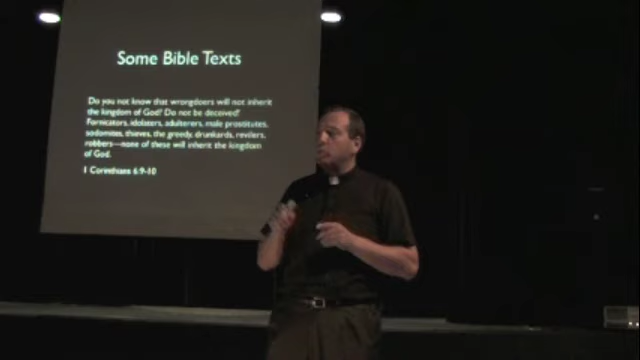 Some Bible Texts
Do you not know that wrongdoers will not inherit
the kingdom of God? Do not be deceived!
Fornicators, idolaters, adulterers, male prostitutes,
sodomites, thieves, the greedy, drunkards, revilers,
robbers—none of these will inherit the kingdom
of God.
1 Corinthians 6:9-10